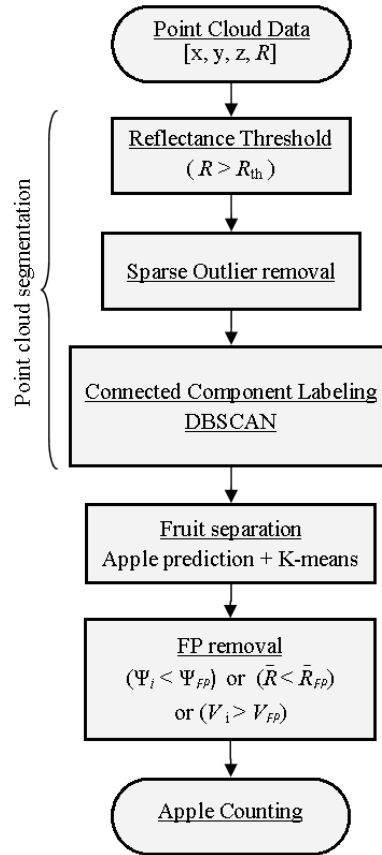 Point Cloud Data
[x, y, z, R]
Point cloud segmentation
Reflectance Threshold
( R > Rth )
Sparse Outlier removal
Connected Component Labeling
DBSCAN
Fruit separation
Apple prediction + K-means
FP removal
(Ψi < ΨFP) or (R̄ < R̄FP)
or (Vi > VFP)
Apple Counting